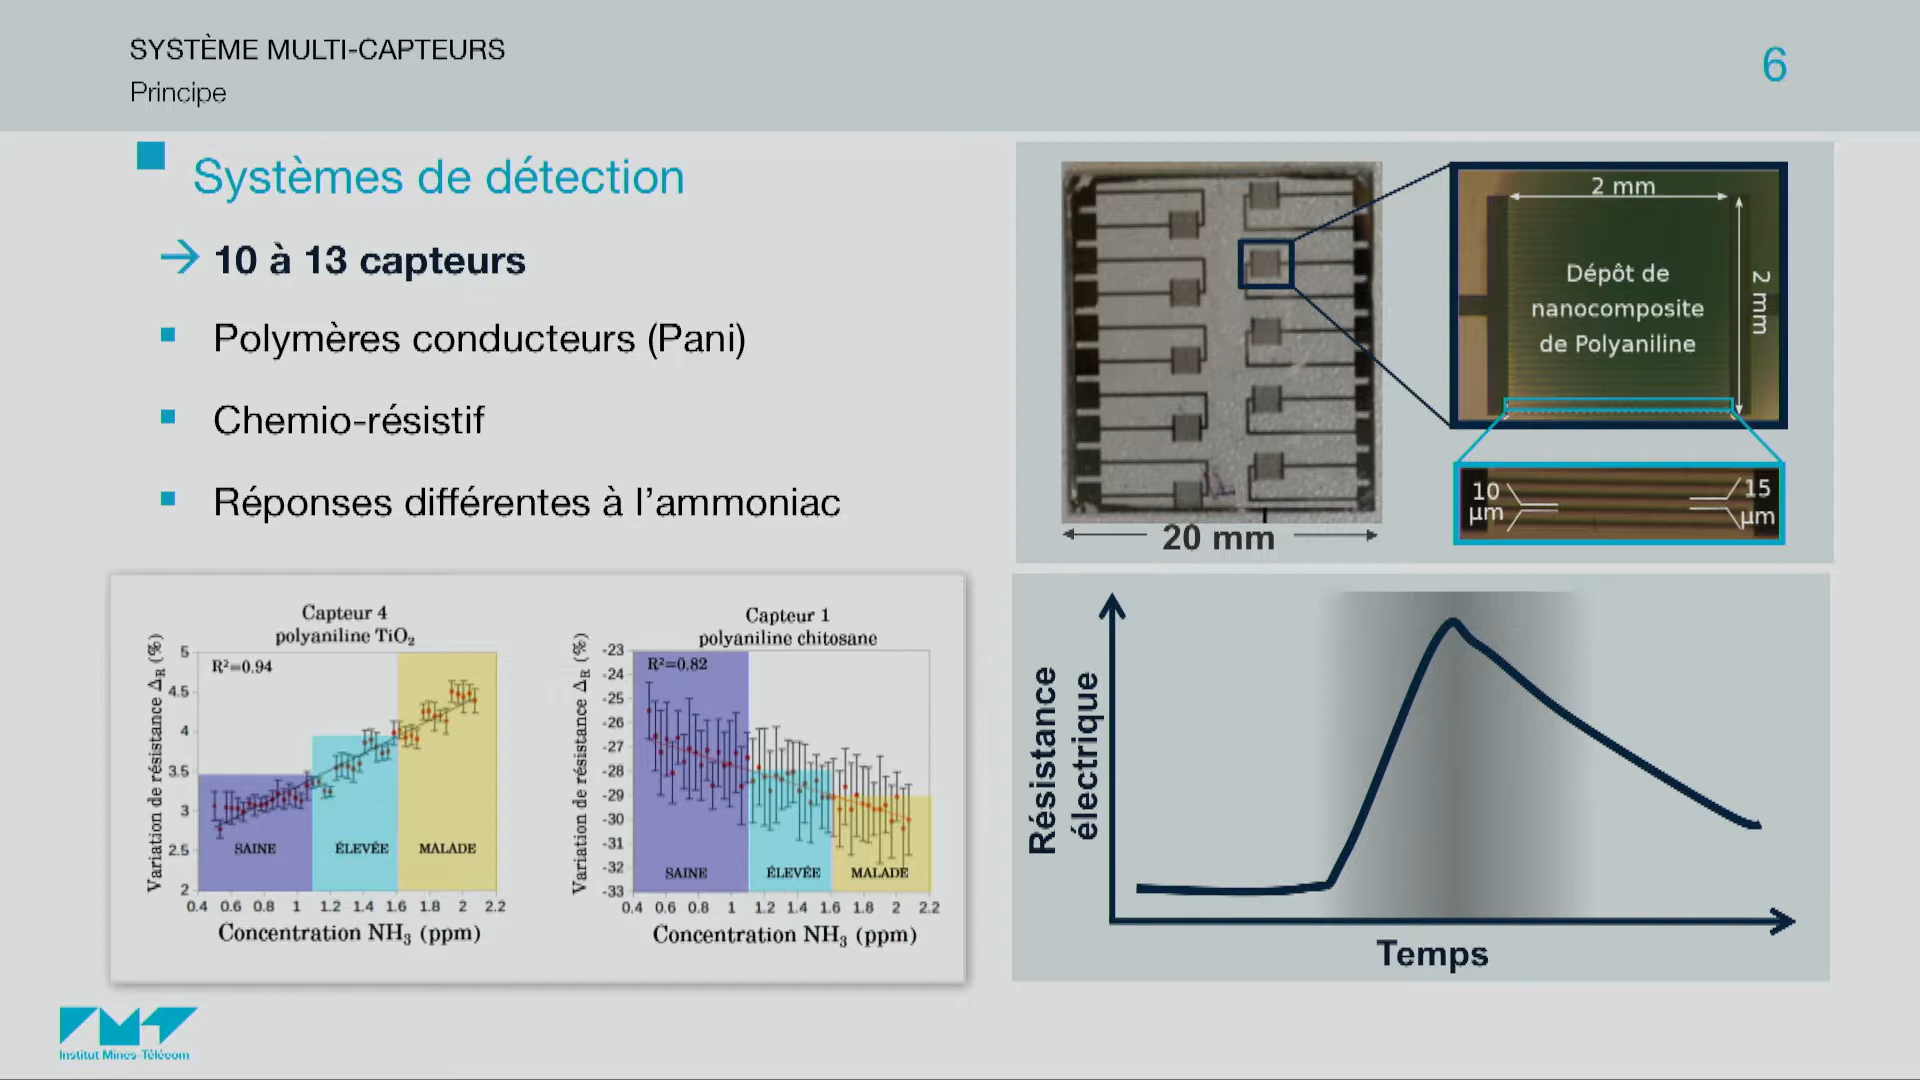 SYSTÈME MULTI-CAPTEURS
Principe
6
Systèmes de détection
→ 10 à 13 capteurs
Polymères conducteurs (Pani)
Chemio-résistif
Réponses différentes à l’ammoniac
2 mm
2 mm
Dépôt de
nanocomposite
de Polyaniline
10
µm
15
µm
20 mm
Capteur 4
polyaniline TiO₂
Variation de résistance Δ_R (%)
R²=0.94
5
4.5
4
3.5
3
2.5
2
SAINE
ÉLEVÉE
MALADE
0.4 0.6 0.8 1 1.2 1.4 1.6 1.8 2 2.2
Concentration NH₃ (ppm)
Capteur 1
polyaniline chitosane
Variation de résistance Δ_R (%)
R²=0.82
-23
-24
-25
-26
-27
-28
-29
-30
-31
-32
-33
SAINE
ÉLEVÉE
MALADE
0.4 0.6 0.8 1 1.2 1.4 1.6 1.8 2 2.2
Concentration NH₃ (ppm)
Résistance
électrique
Temps
IMT
Institut Mines-Télécom